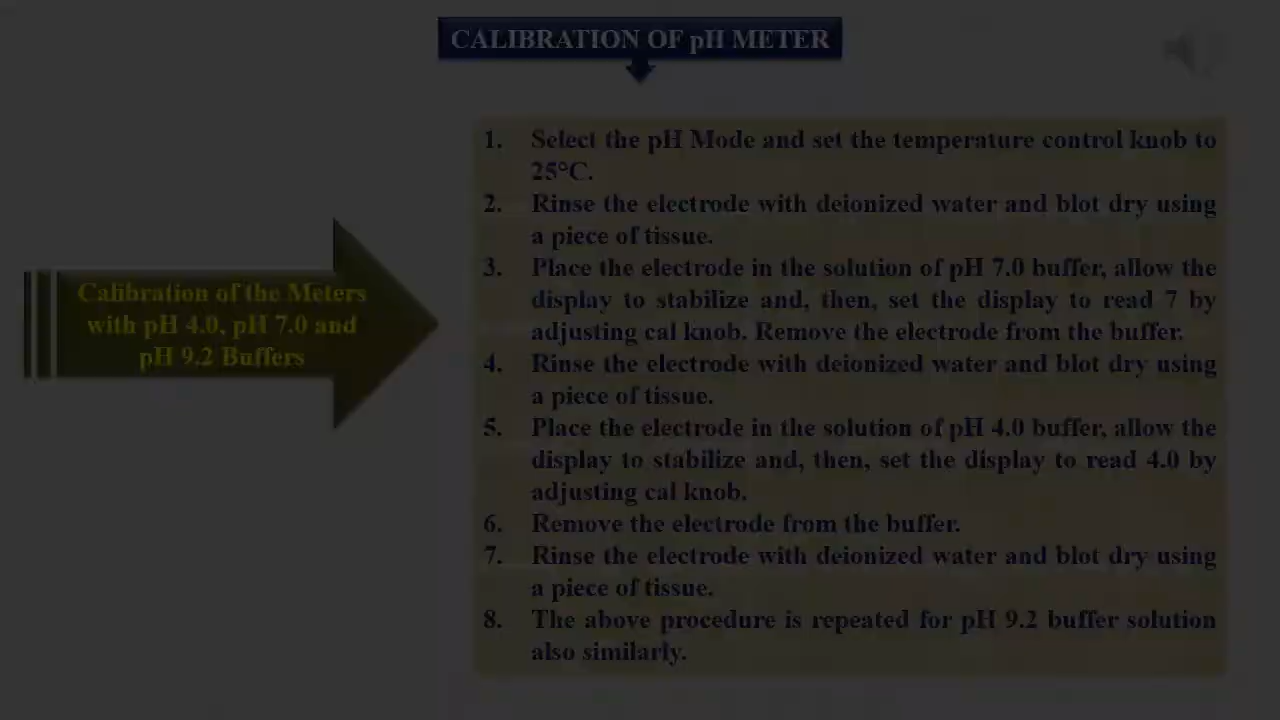 CALIBRATION OF pH METER
Calibration of the Meters
with pH 4.0, pH 7.0 and
pH 9.2 Buffers
1. Select the pH Mode and set the temperature control knob to
25°C.
2. Rinse the electrode with deionized water and blot dry using
a piece of tissue.
3. Place the electrode in the solution of pH 7.0 buffer, allow the
display to stabilize and, then, set the display to read 7 by
adjusting cal knob. Remove the electrode from the buffer.
4. Rinse the electrode with deionized water and blot dry using
a piece of tissue.
5. Place the electrode in the solution of pH 4.0 buffer, allow the
display to stabilize and, then, set the display to read 4.0 by
adjusting cal knob.
6. Remove the electrode from the buffer.
7. Rinse the electrode with deionized water and blot dry using
a piece of tissue.
8. The above procedure is repeated for pH 9.2 buffer solution
also similarly.